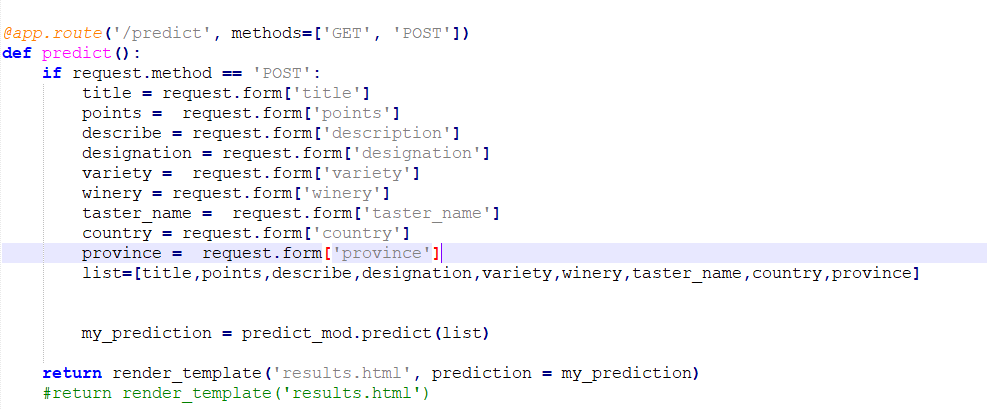 @app.route('/predict', methods=['GET', 'POST'])
def predict():
    if request.method == 'POST':
        title = request.form['title']
        points =  request.form['points']
        describe = request.form['description']
        designation = request.form['designation']
        variety =  request.form['variety']
        winery = request.form['winery']
        taster_name =  request.form['taster_name']
        country = request.form['country']
        province =  request.form['province']
        list=[title,points,describe,designation,variety,winery,taster_name,country,province]
        my_prediction = predict_mod.predict(list)
    return render_template('results.html', prediction = my_prediction)
    #return render_template('results.html')